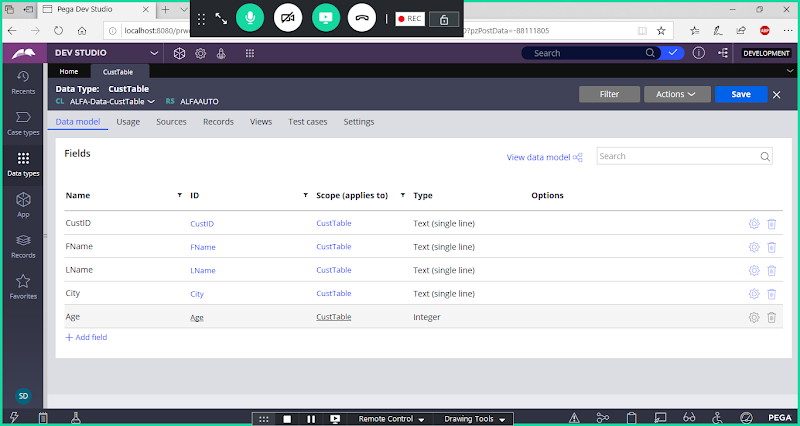 Pega Dev Studio
localhost:8080/prw
0?pzPostData=-88111805
REC
ABP
DEV STUDIO
Search
DEVELOPMENT
Recents
Case types
Data types
App
Records
Favorites
SD
Home
CustTable
Data Type: CustTable
CL ALFA-Data-CustTable
RS ALFAAUTO
Filter
Actions
Save
Data model Usage Sources Records Views Test cases Settings
Fields
View data model
Search
Name ID Scope (applies to) Type Options
CustID CustID CustTable Text (single line)
FName FName CustTable Text (single line)
LName LName CustTable Text (single line)
City City CustTable Text (single line)
Age Age CustTable Integer
+ Add field
Remote Control
Drawing Tools
PEGA